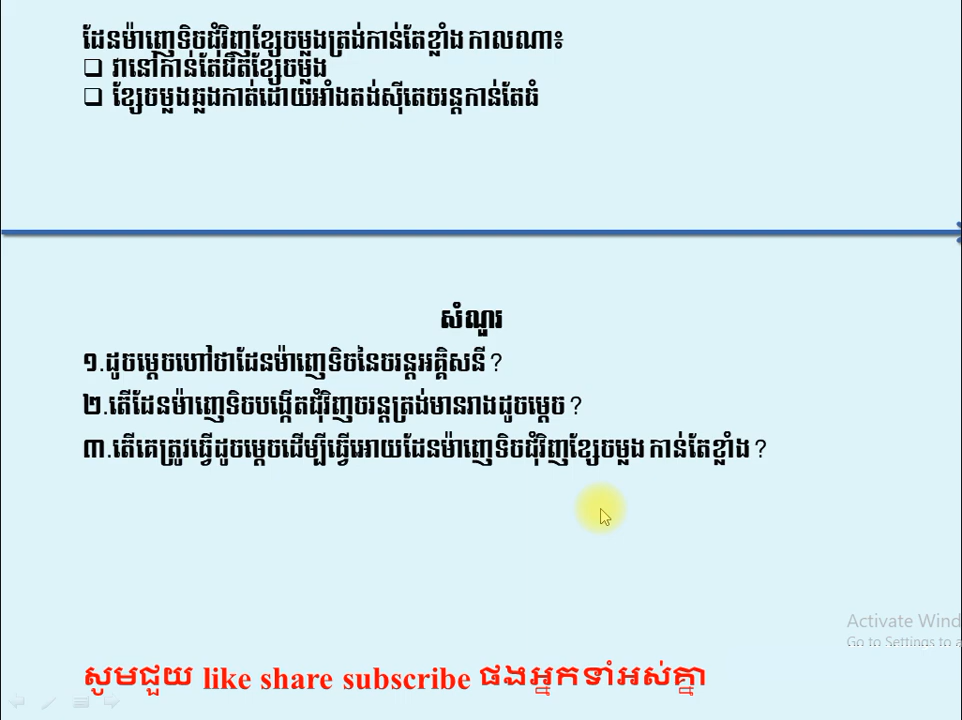 ដែនម៉ាញេទិចជុំវិញខ្សែចម្លងត្រង់កាន់តែខ្លាំង កាលណា៖
❑ វានៅកាន់តែជិតខ្សែចម្លង
❑ ខ្សែចម្លងឆ្លងកាត់ដោយអាំងតង់ស៊ីតេចរន្តកាន់តែធំ
សំណួរ
១.ដូចម្តេចហៅថាដែនម៉ាញេទិចនៃចរន្តអគ្គិសនី?
២.តើដែនម៉ាញេទិចបង្កើតជុំវិញចរន្តត្រង់មានរាងដូចម្តេច?
៣.តើគេត្រូវធ្វើដូចម្តេចដើម្បីធ្វើអោយដែនម៉ាញេទិចជុំវិញខ្សែចម្លង កាន់តែខ្លាំង?
Activate Wind
Go to Settings to a
សូមជួយ like share subscribe ផងអ្នកទាំអស់គ្នា